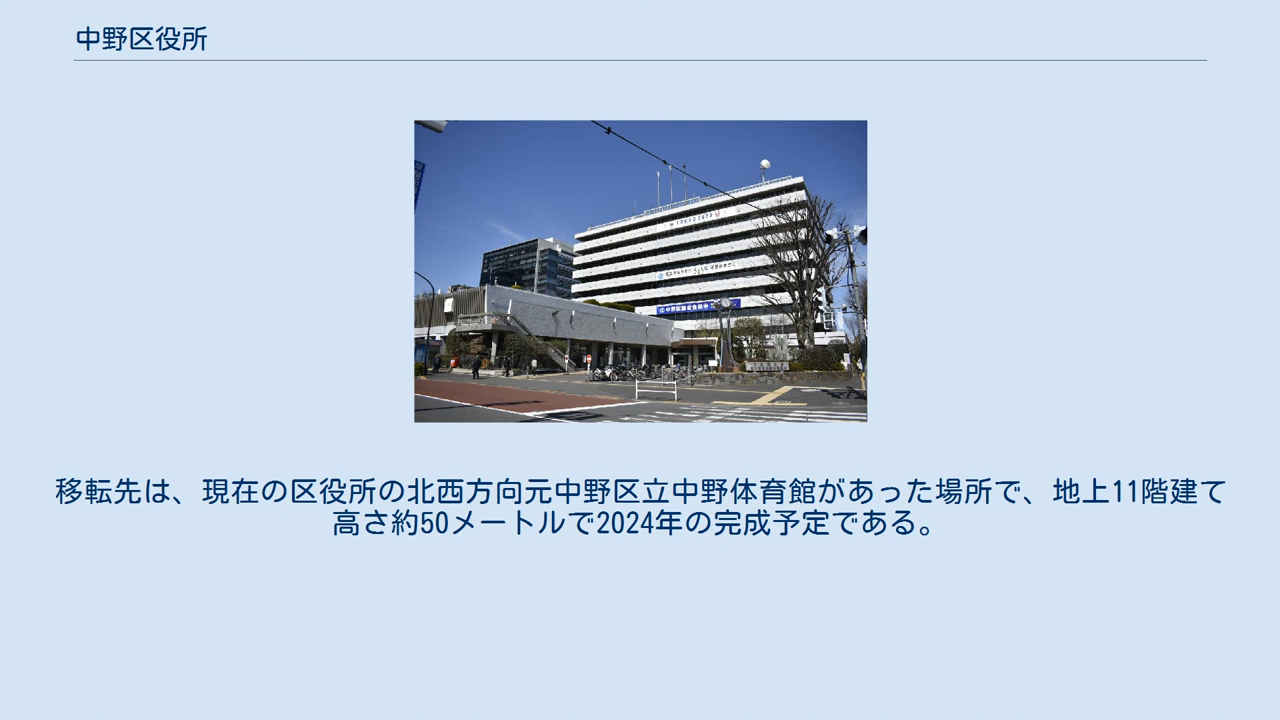 中野区役所
移転先は、現在の区役所の北西方向元中野区立中野体育館があった場所で、地上11階建て
高さ約50メートルで2024年の完成予定である。